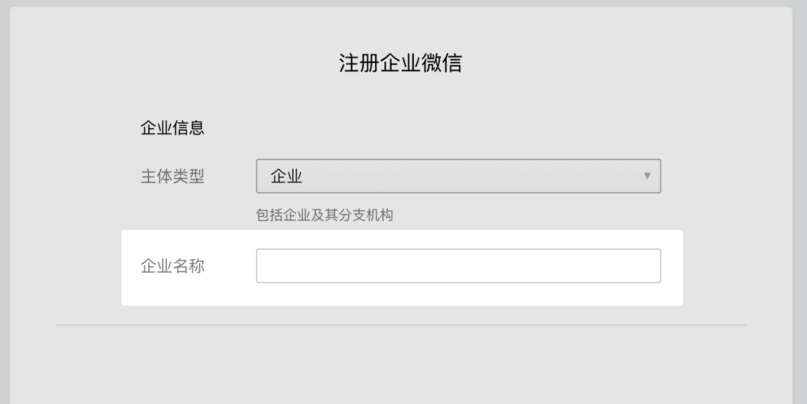 注册企业微信
企业信息
主体类型 企业
包括企业及其分支机构
企业名称